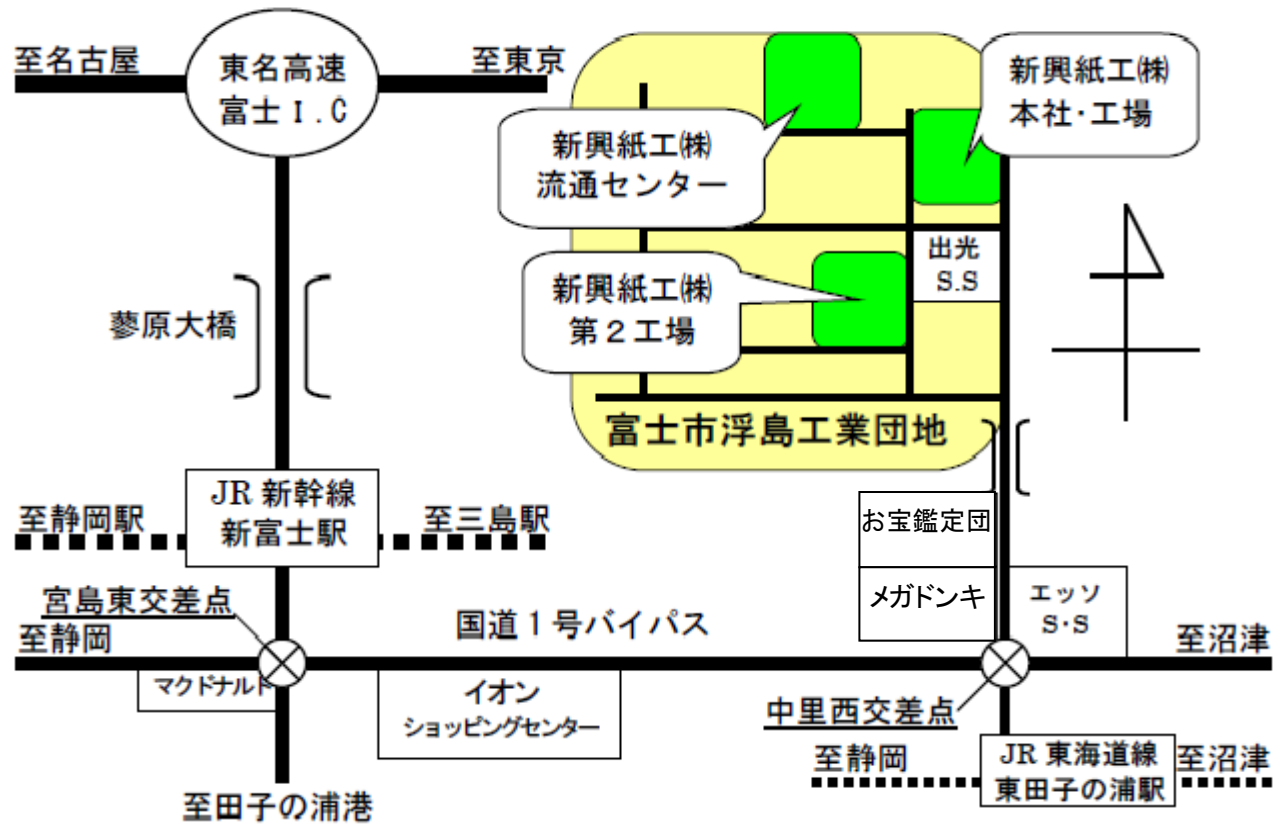 至名古屋
東名高速
富士I.C
至東京
新興紙工㈱
流通センター
新興紙工㈱
本社・工場
出光
S.S
新興紙工㈱
第２工場
蓼原大橋
富士市浮島工業団地
JR 新幹線
新富士駅
至静岡駅
至三島駅
お宝鑑定団
メガドンキ
エッソ
S・S
宮島東交差点
至静岡
国道１号バイパス
至沼津
マクドナルド
イオン
ショッピングセンター
中里西交差点
至静岡
JR 東海道線
東田子の浦駅
至沼津
至田子の浦港